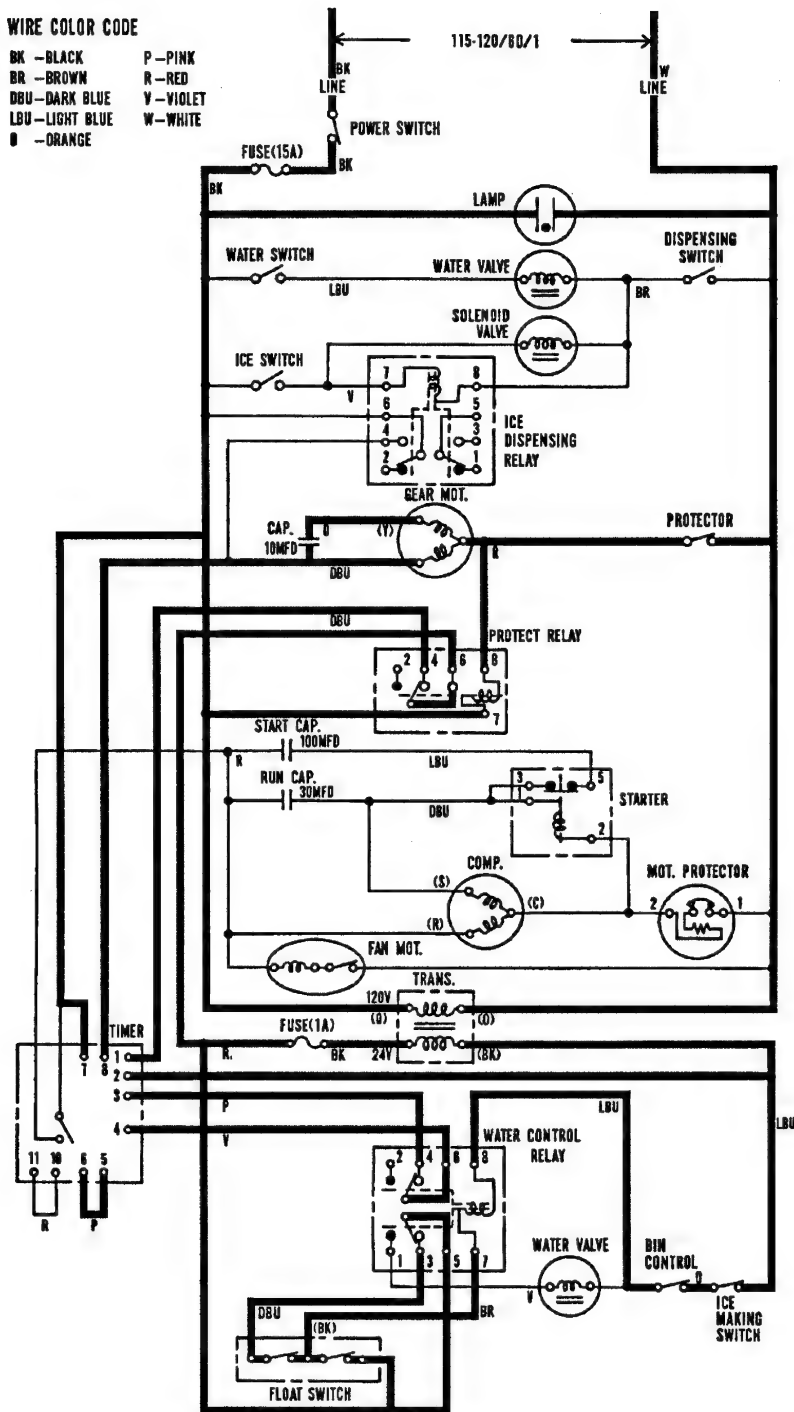 WIRE COLOR CODE
BK -BLACK P-PINK
BR -BROWN R-RED
DBU-DARK BLUE V-VIOLET
LBU-LIGHT BLUE W-WHITE
O -ORANGE
115-120/60/1
BK
LINE
W
LINE
POWER SWITCH
FUSE(15A)
BK
BK
LAMP
WATER SWITCH
WATER VALVE
DISPENSING
SWITCH
LBU
BR
SOLENOID
VALVE
ICE SWITCH
V
7 8
6 5
4 3
2 1
ICE
DISPENSING
RELAY
GEAR MOT.
CAP.
10MFD
(Y)
PROTECTOR
DBU
R
DBU
PROTECT RELAY
2 4 6 8
7
START CAP.
100MFD
R
LBU
RUN CAP.
30MFD
DBU
3 5
2
STARTER
COMP.
MOT. PROTECTOR
(S)
(C)
2 1
(R)
FAN MOT.
TRANS.
120V
(O) (O)
FUSE(1A)
R. BK 24V (BK)
TIMER
7 8 1
2
3
4
11 10 6 5
R P
P
V
LBU
LBU
WATER CONTROL
RELAY
2 4 6 8
1 3 5 7
WATER VALVE
V
BIN
CONTROL
ICE
MAKING
SWITCH
DBU
(BK)
BR
FLOAT SWITCH